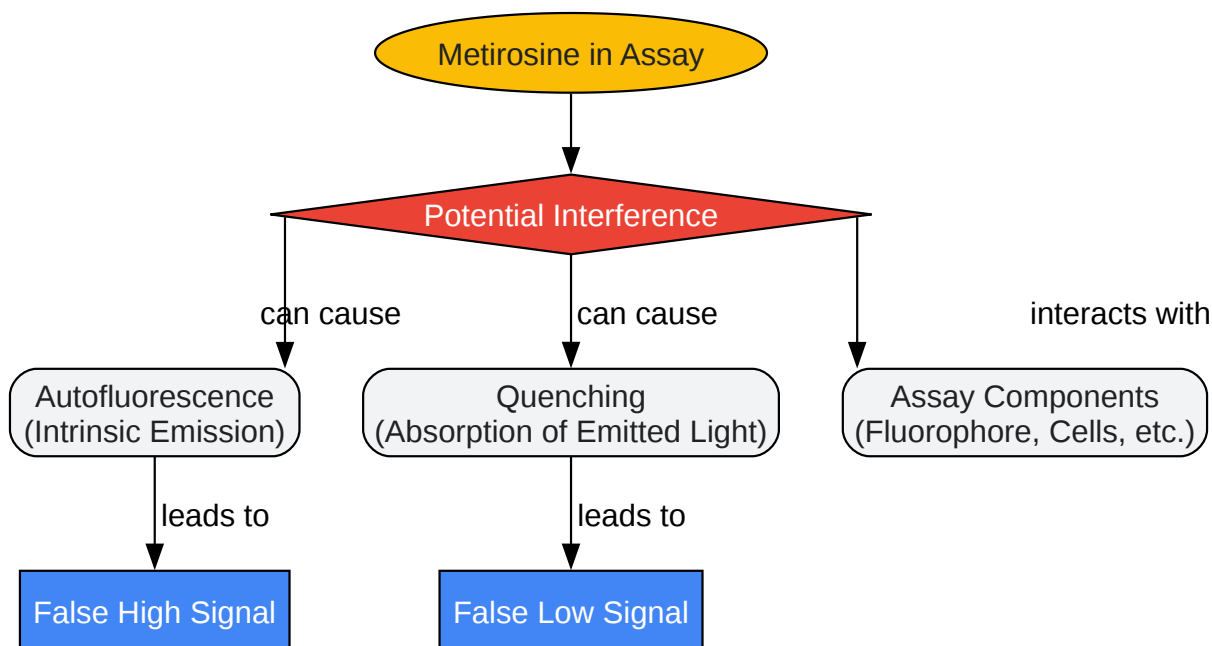 Metirosine in Assay
Potential Interference
can cause
can cause
interacts with
Autofluorescence
(Intrinsic Emission)
Quenching
(Absorption of Emitted Light)
Assay Components
(Fluorophore, Cells, etc.)
leads to
leads to
False High Signal
False Low Signal